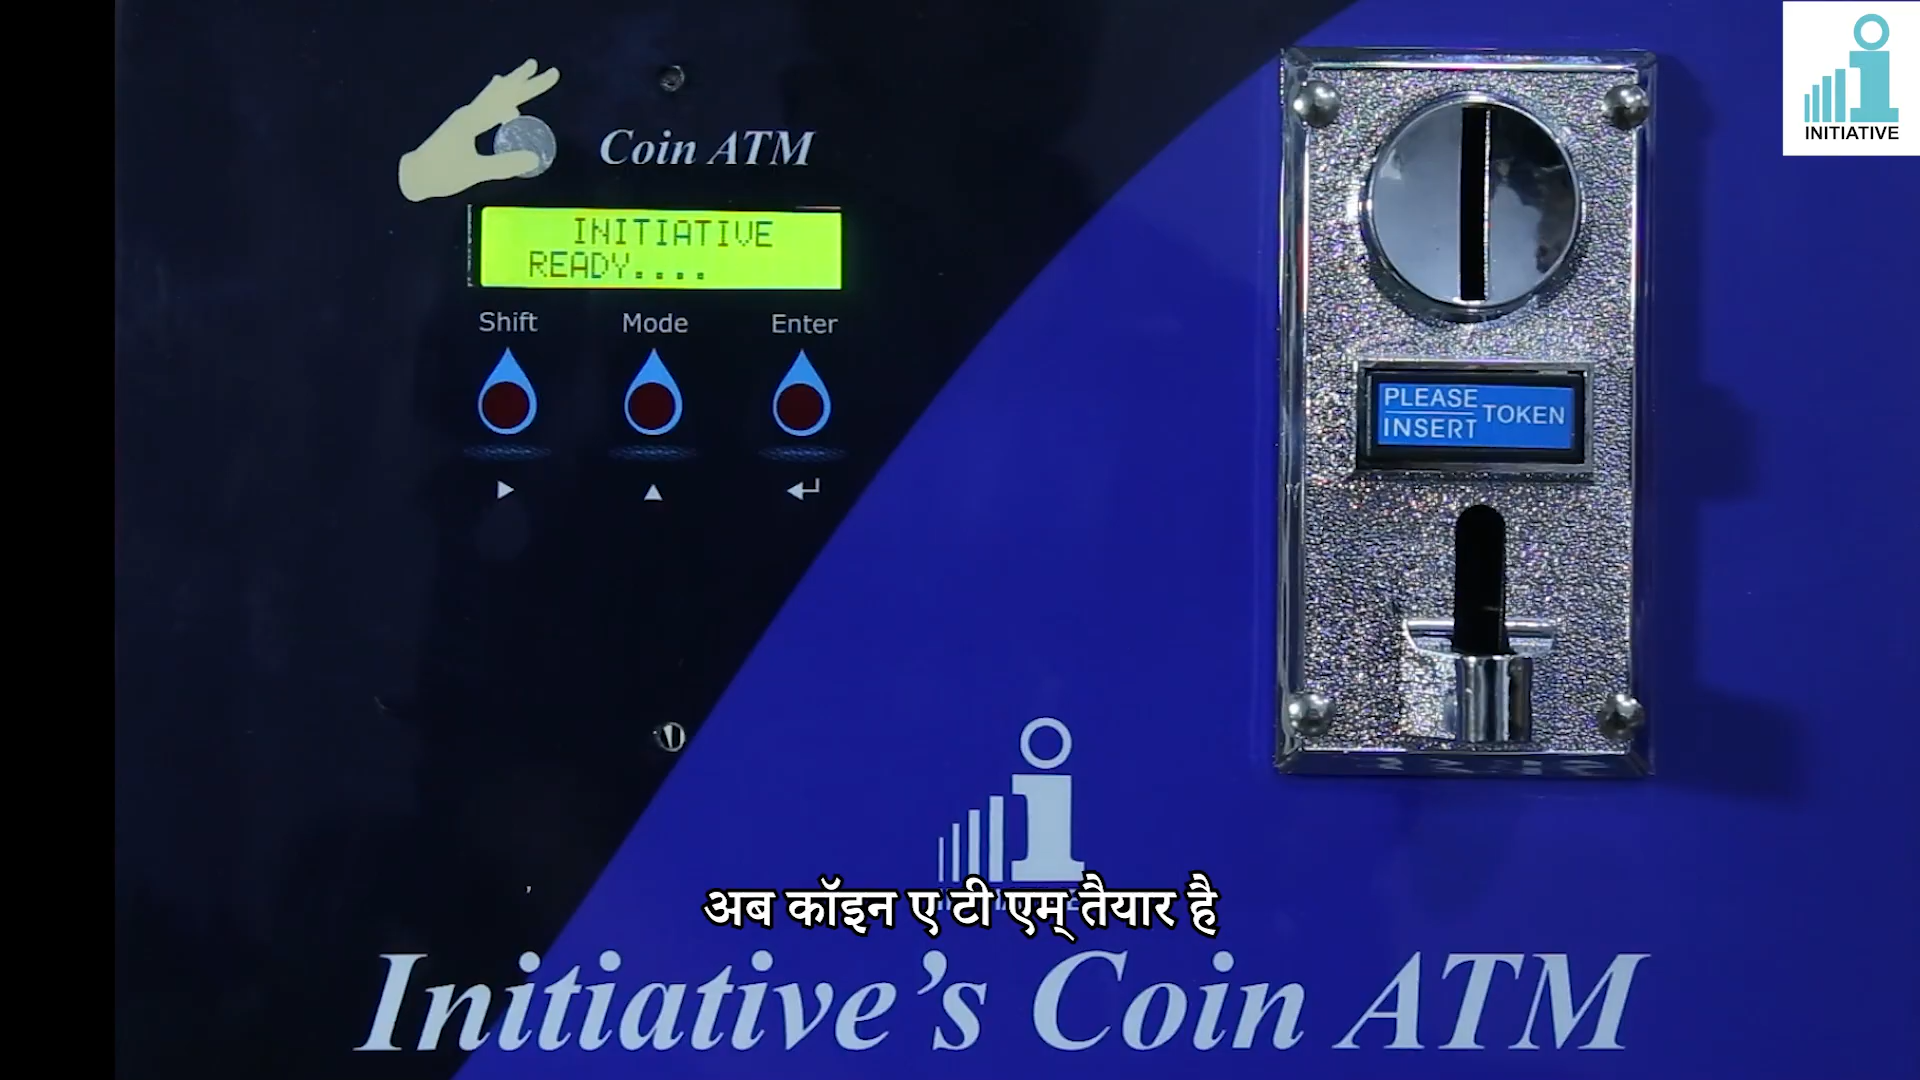 INITIATIVE
Coin ATM
INITIATIVE
READY....
Shift Mode Enter
PLEASE
INSERT
TOKEN
अब कॉइन ए टी एम् तैयार है
Initiative's Coin ATM